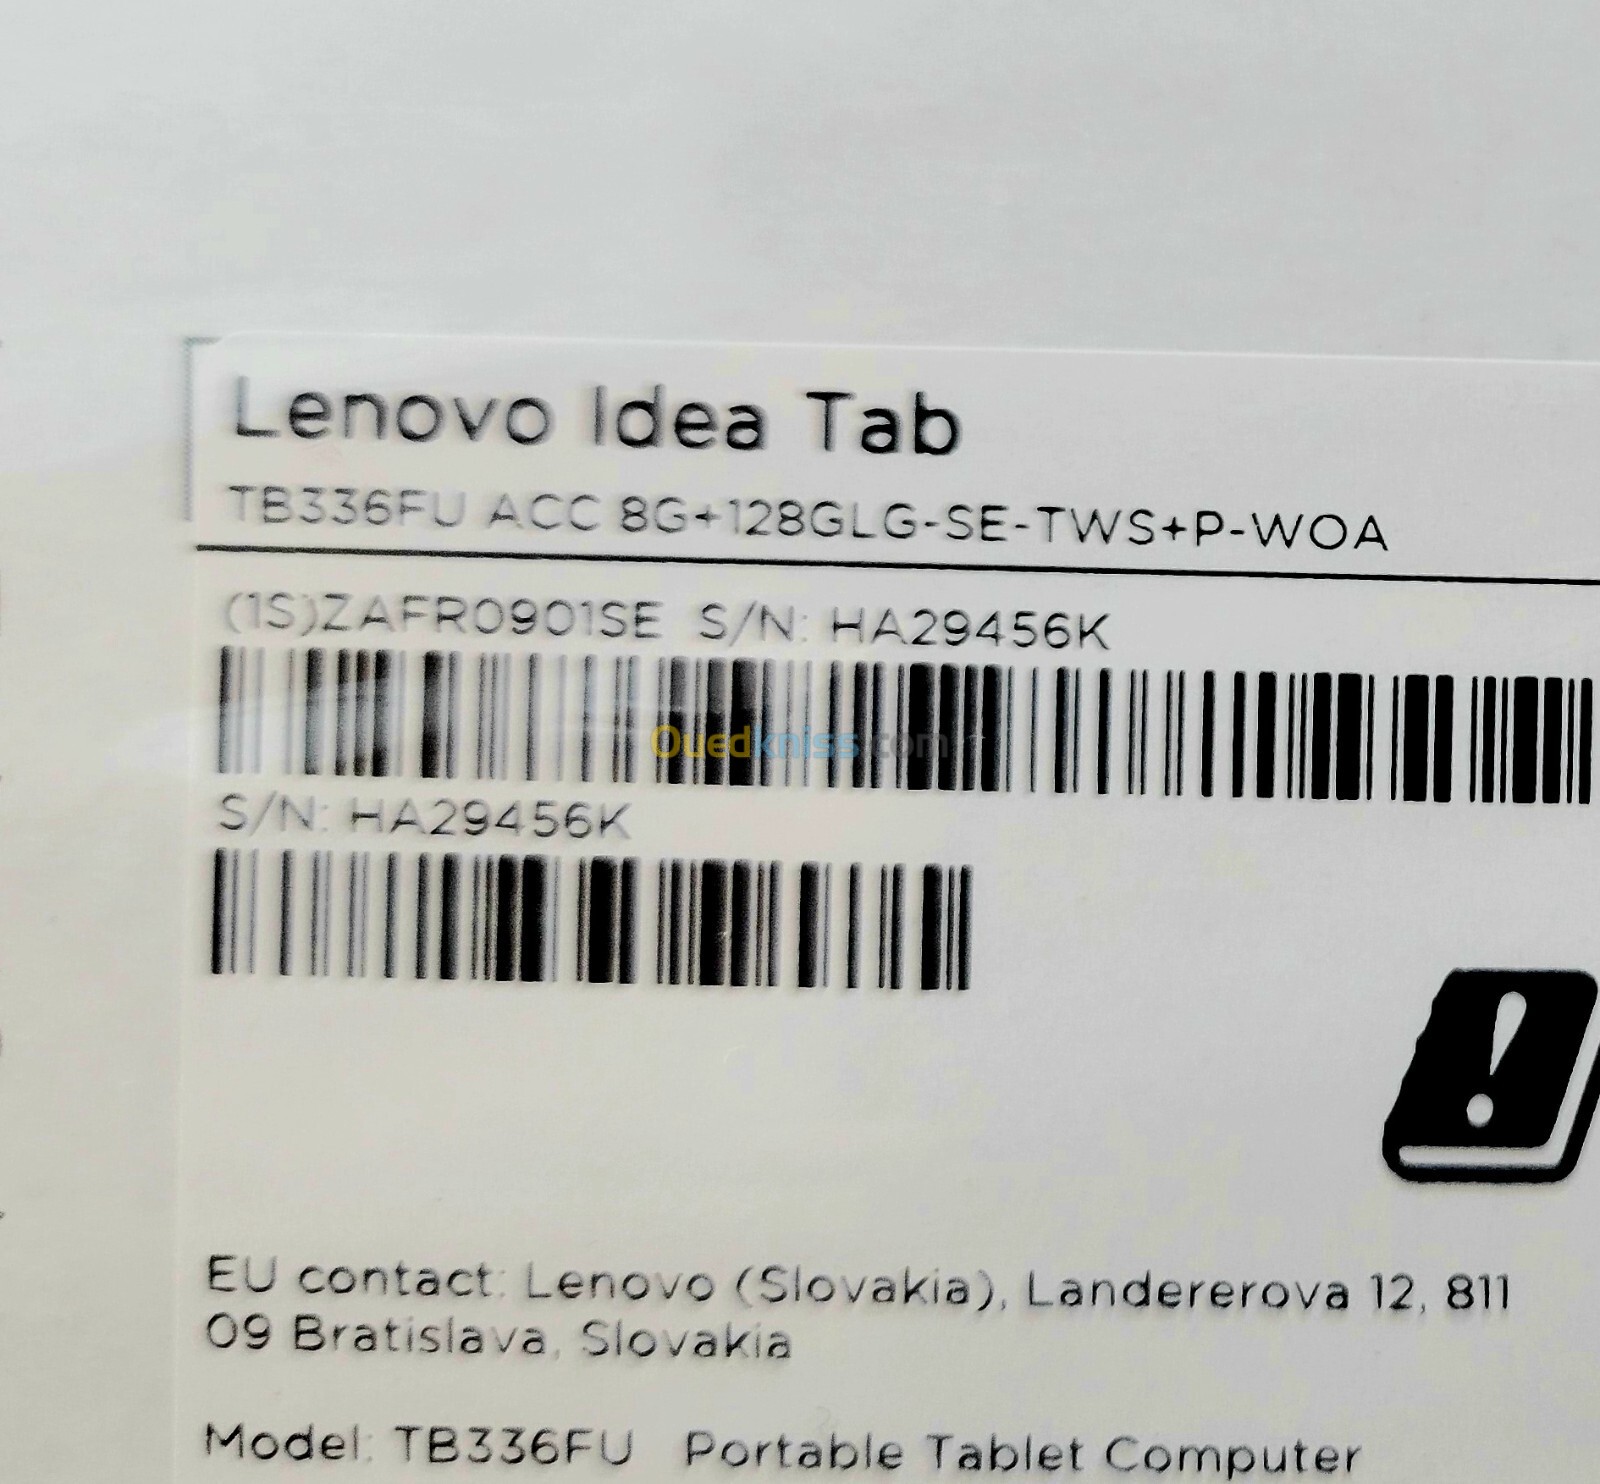 Lenovo Idea Tab
TB336FU ACC 8G+128GLG-SE-TWS+P-WOA
(1S)ZAFR0901SE S/N: HA29456K
Ouedkniss.com
S/N: HA29456K
EU contact: Lenovo (Slovakia), Landererova 12, 811
09 Bratislava, Slovakia
Model: TB336FU Portable Tablet Computer